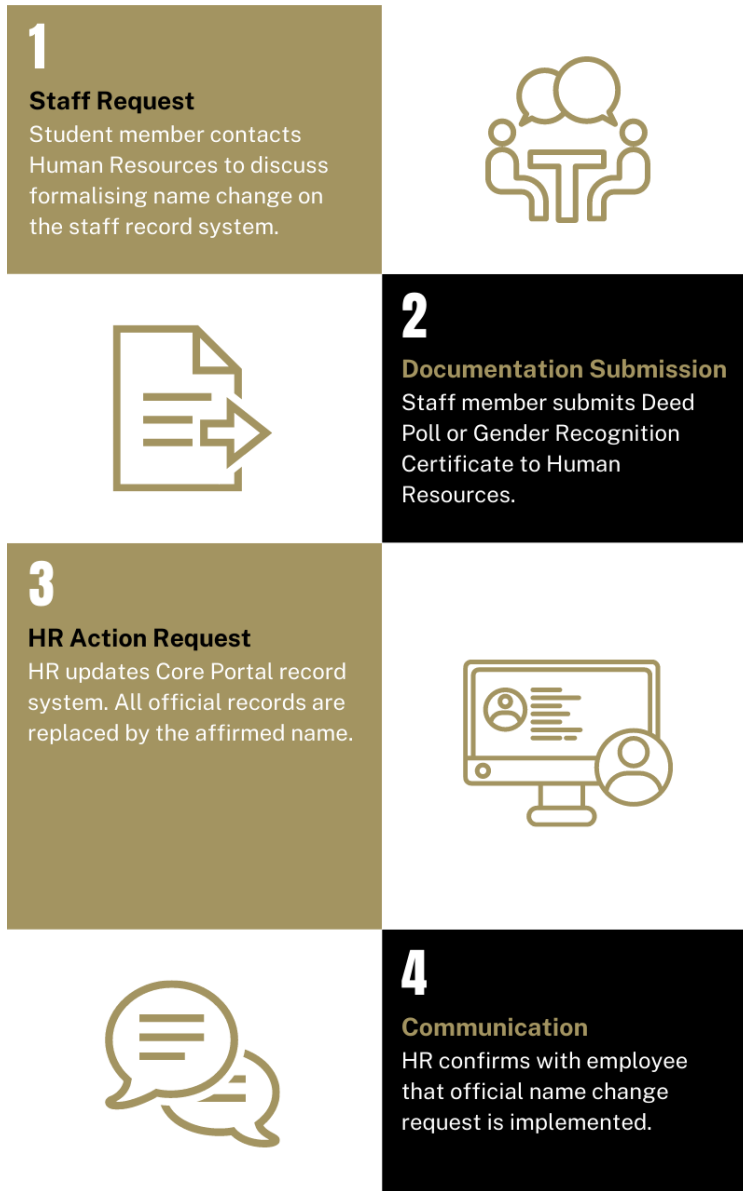 1
Staff Request
Student member contacts
Human Resources to discuss
formalising name change on
the staff record system.
2
Documentation Submission
Staff member submits Deed
Poll or Gender Recognition
Certificate to Human
Resources.
3
HR Action Request
HR updates Core Portal record
system. All official records are
replaced by the affirmed name.
4
Communication
HR confirms with employee
that official name change
request is implemented.